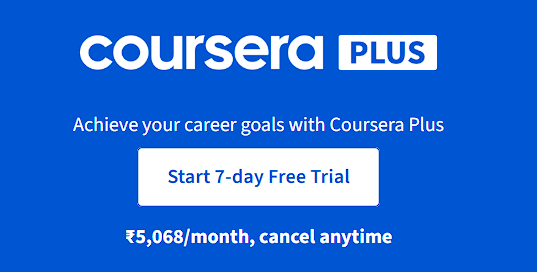 coursera PLUS
Achieve your career goals with Coursera Plus
Start 7-day Free Trial
₹5,068/month, cancel anytime